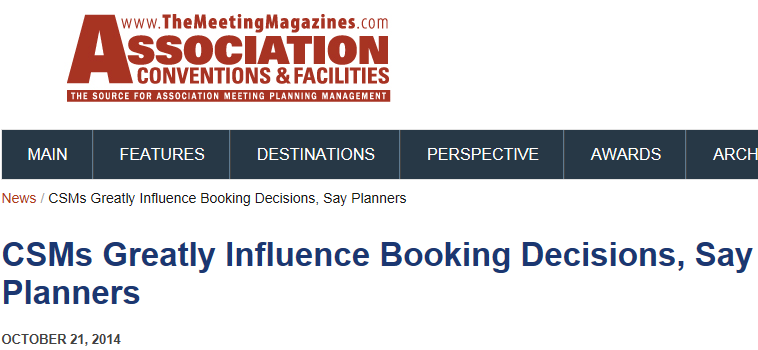 www.TheMeetingMagazines.com
ASSOCIATION
CONVENTIONS & FACILITIES
THE SOURCE FOR ASSOCIATION MEETING PLANNING MANAGEMENT
MAIN FEATURES DESTINATIONS PERSPECTIVE AWARDS ARCH
News / CSMs Greatly Influence Booking Decisions, Say Planners
CSMs Greatly Influence Booking Decisions, Say
Planners
OCTOBER 21, 2014